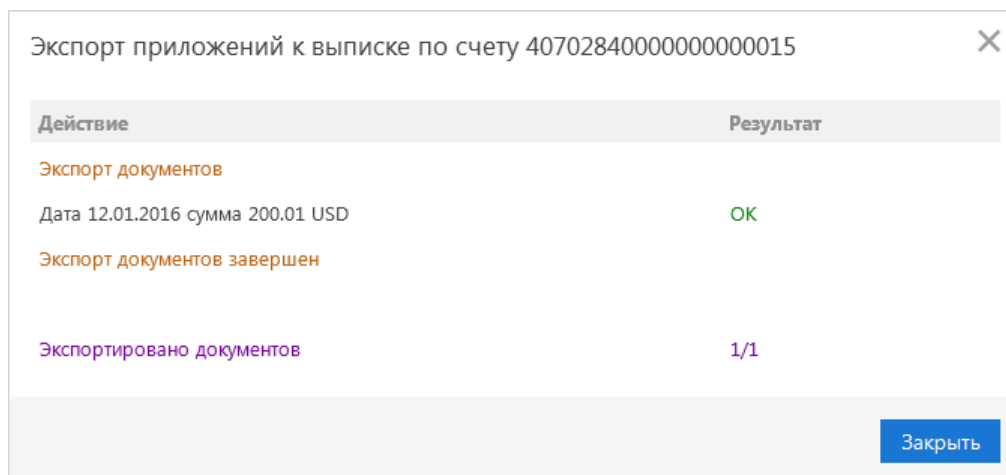 Экспорт приложений к выписке по счету 40702840000000000015
Действие Результат
Экспорт документов
Дата 12.01.2016 сумма 200.01 USD OK
Экспорт документов завершен
Экспортировано документов 1/1
Закрыть